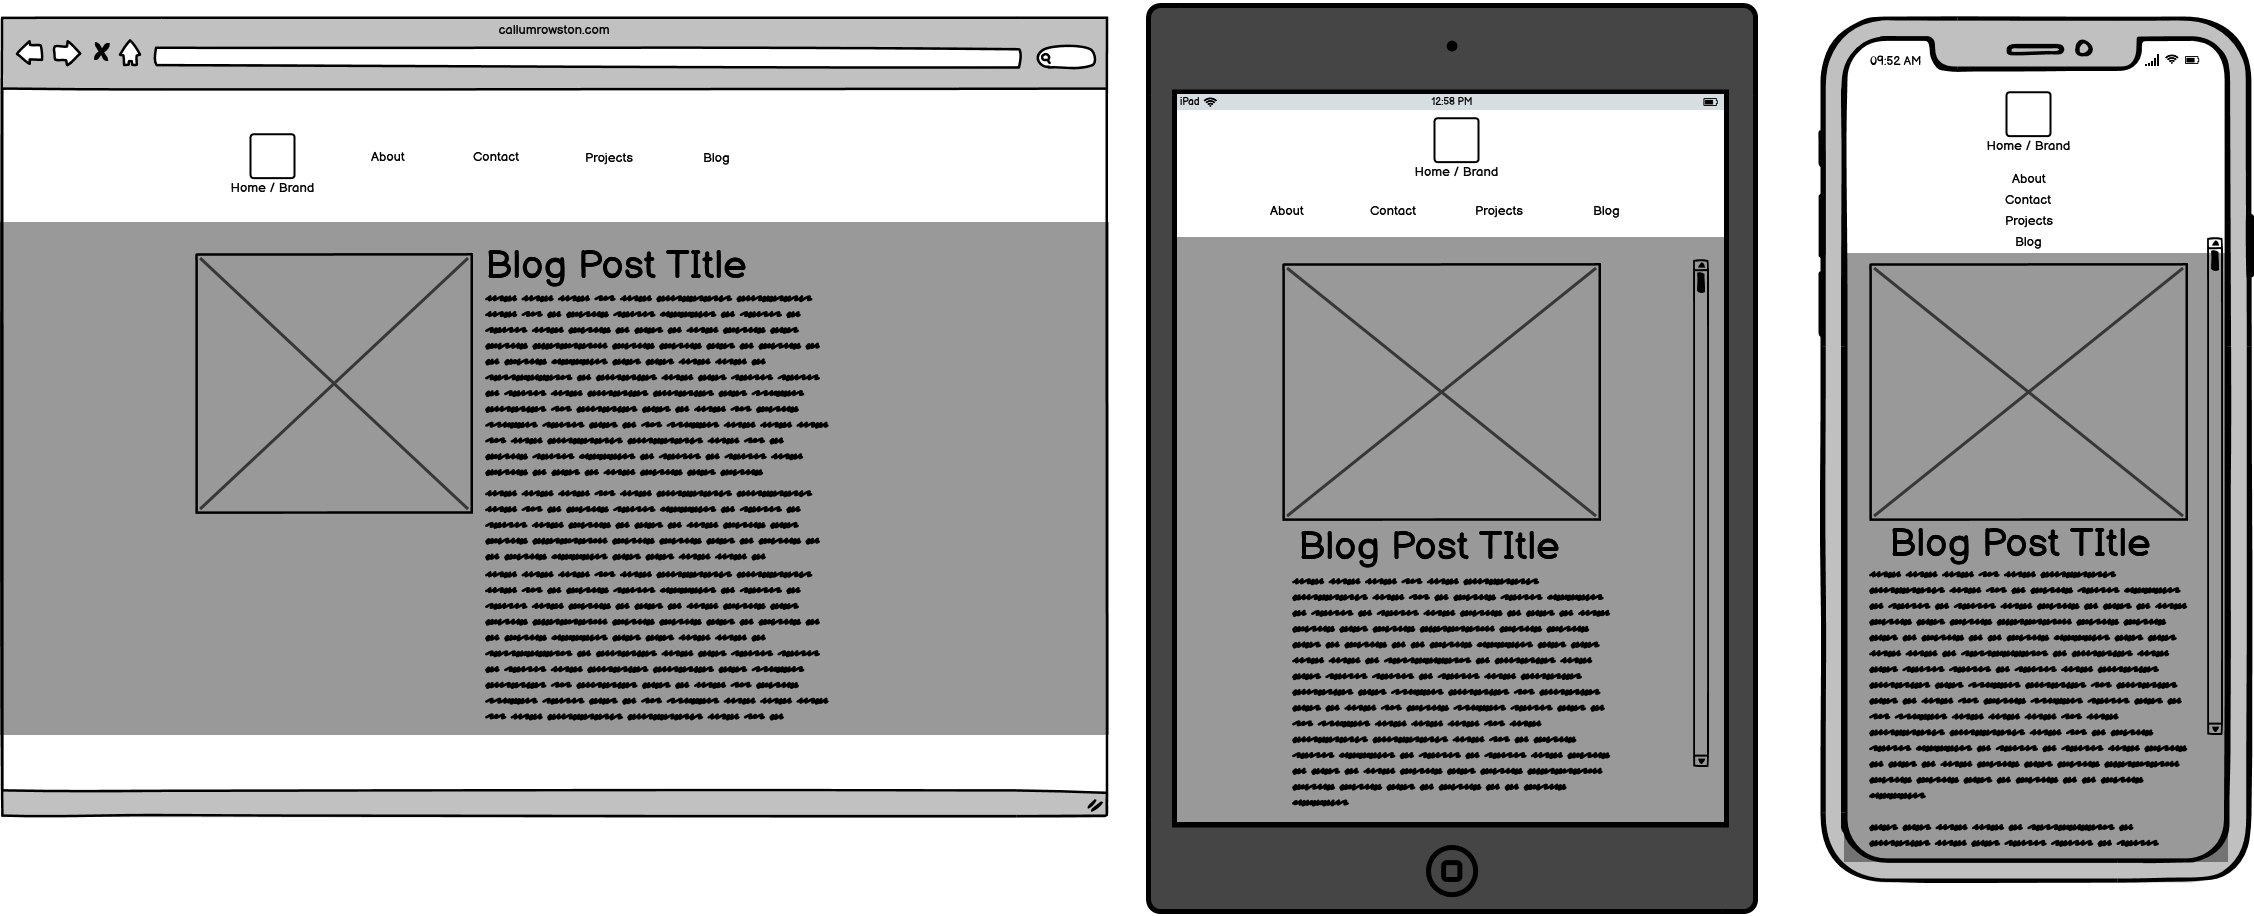 callumrowston.com
About Contact Projects Blog
Home / Brand
Blog Post TItle
iPad 12:58 PM
Home / Brand
About Contact Projects Blog
Blog Post TItle
09:52 AM
Home / Brand
About
Contact
Projects
Blog
Blog Post TItle